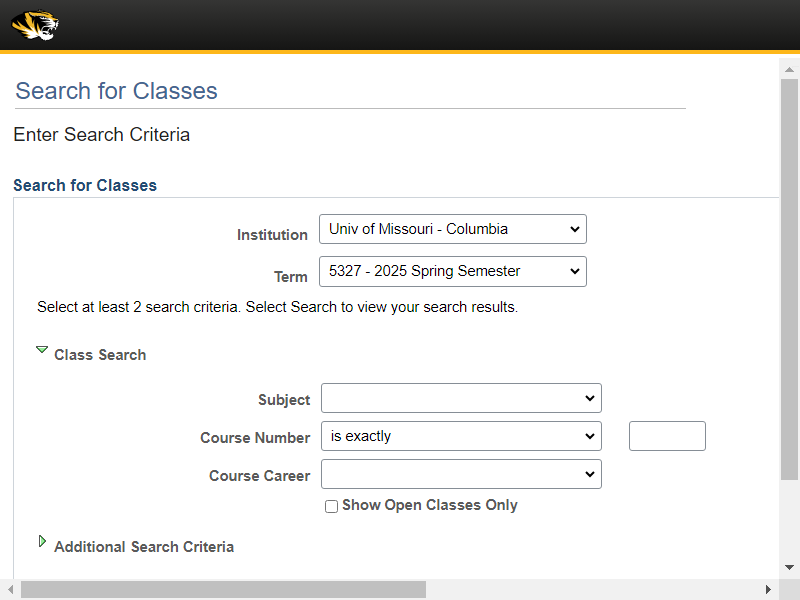 Search for Classes
Enter Search Criteria
Search for Classes
Institution Univ of Missouri - Columbia
Term 5327 - 2025 Spring Semester
Select at least 2 search criteria. Select Search to view your search results.
Class Search
Subject
Course Number is exactly
Course Career
Show Open Classes Only
Additional Search Criteria